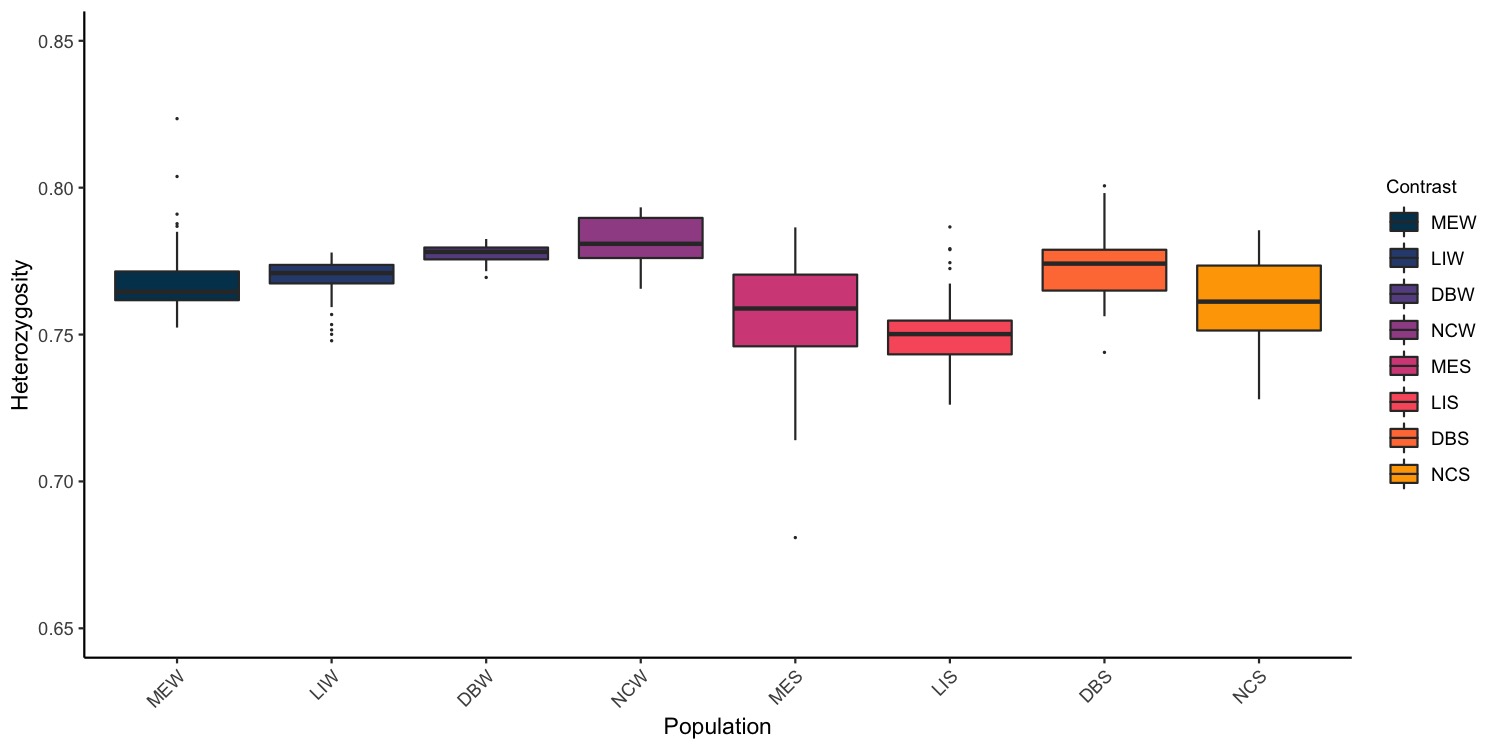 0.85
0.80
0.75
0.70
0.65
Heterozygosity
MEW
LIW
DBW
NCW
MES
LIS
DBS
NCS
Population
Contrast
MEW
LIW
DBW
NCW
MES
LIS
DBS
NCS